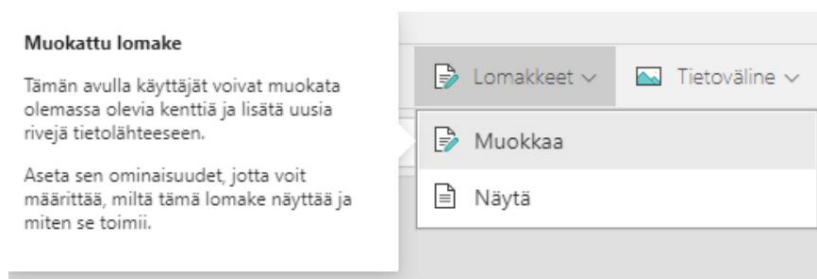 Muokattu lomake
Tämän avulla käyttäjät voivat muokata
olemassa olevia kenttiä ja lisätä uusia
rivejä tietolähteeseen.
Aseta sen ominaisuudet, jotta voit
määrittää, miltä tämä lomake näyttää ja
miten se toimii.
Lomakkeet Tietoväline
Muokkaa
Näytä